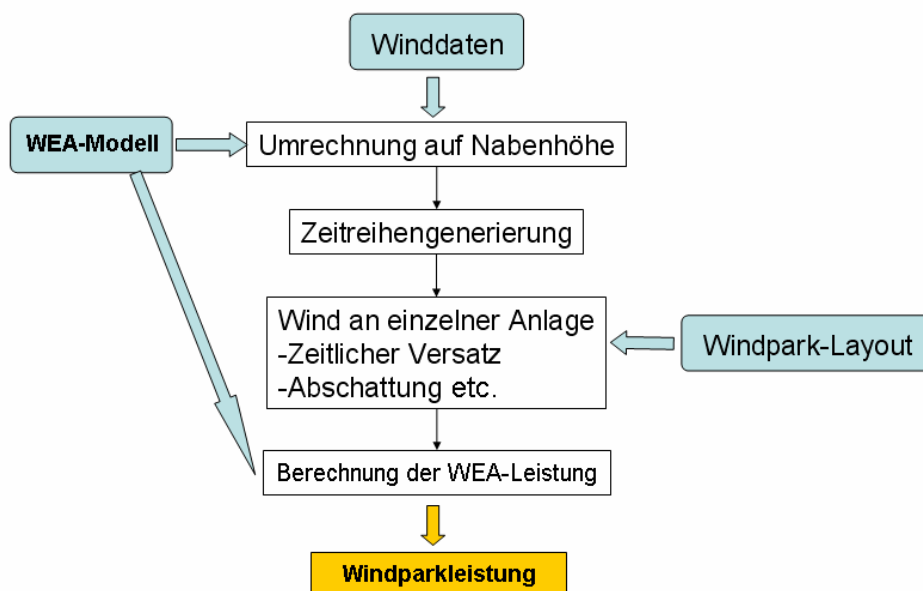 Winddaten
WEA-Modell
Umrechnung auf Nabenhöhe
Zeitreihengenerierung
Wind an einzelner Anlage
-Zeitlicher Versatz
-Abschattung etc.
Windpark-Layout
Berechnung der WEA-Leistung
Windparkleistung